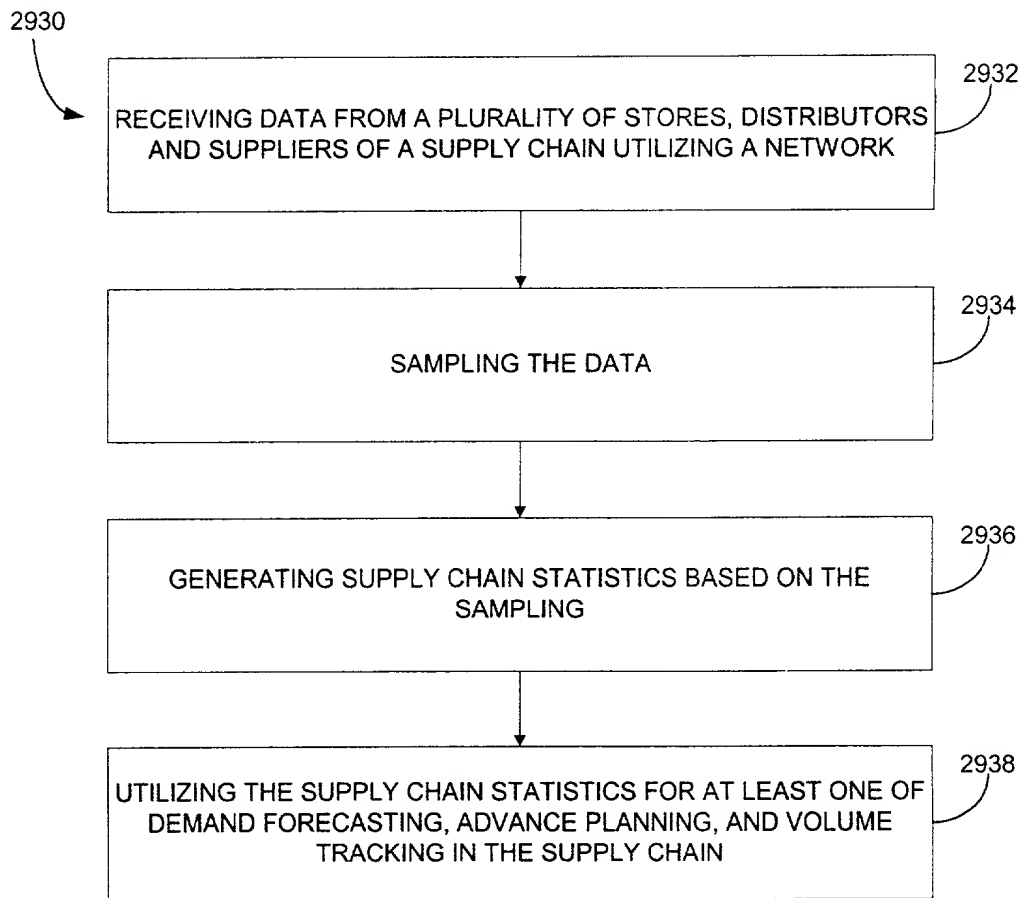 2930
2932
RECEIVING DATA FROM A PLURALITY OF STORES, DISTRIBUTORS
AND SUPPLIERS OF A SUPPLY CHAIN UTILIZING A NETWORK
2934
SAMPLING THE DATA
2936
GENERATING SUPPLY CHAIN STATISTICS BASED ON THE
SAMPLING
2938
UTILIZING THE SUPPLY CHAIN STATISTICS FOR AT LEAST ONE OF
DEMAND FORECASTING, ADVANCE PLANNING, AND VOLUME
TRACKING IN THE SUPPLY CHAIN